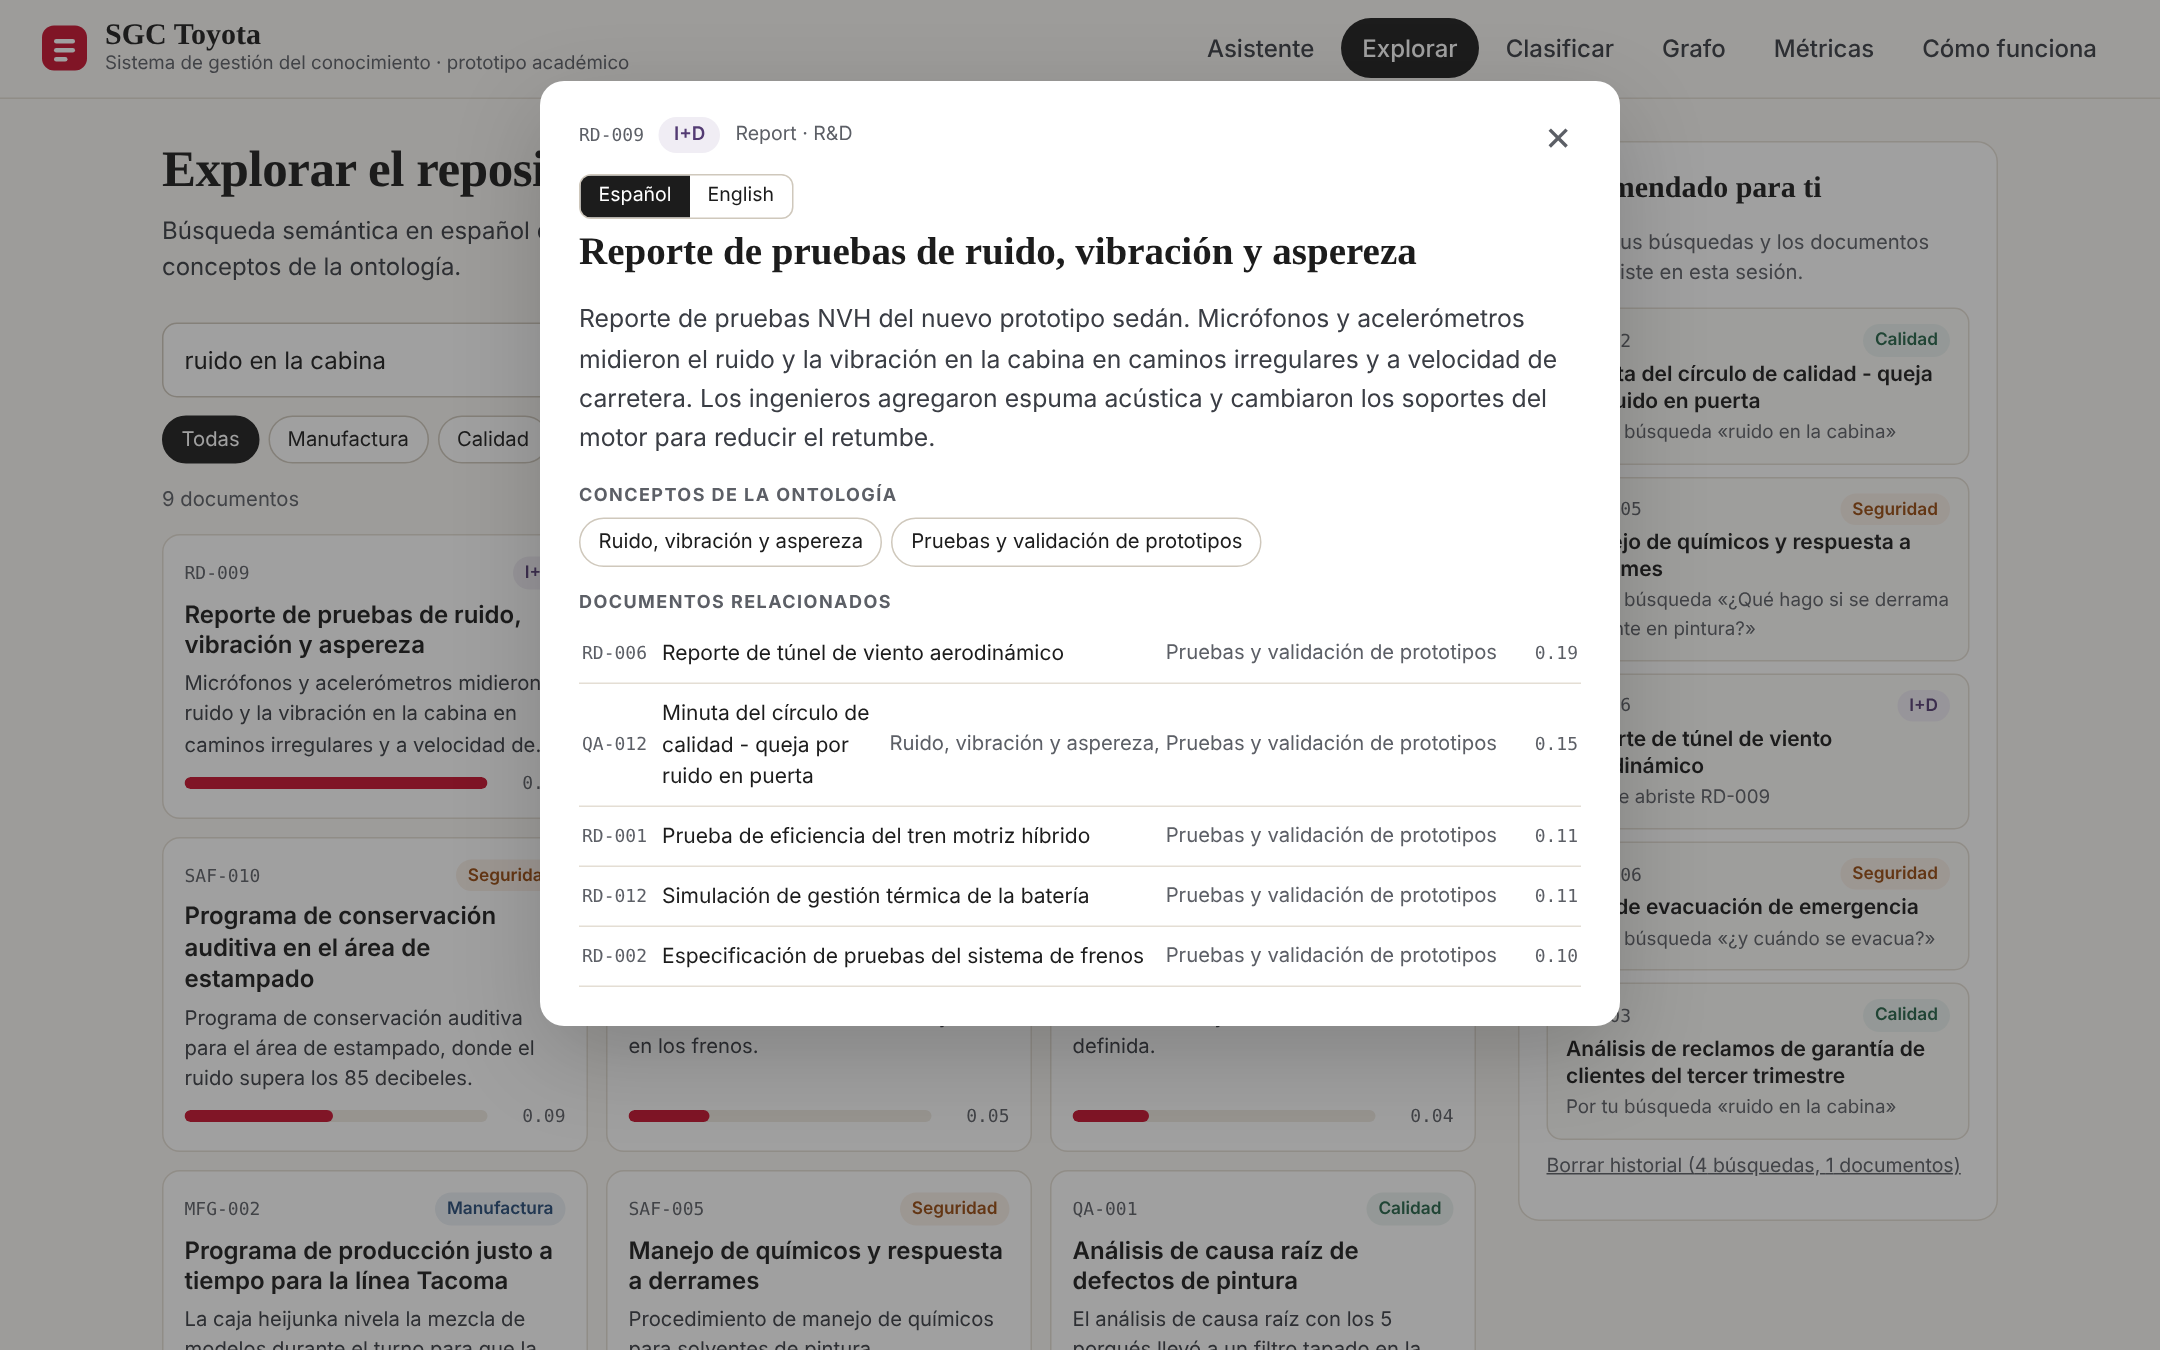 SGC Toyota
Sistema de gestión del conocimiento · prototipo académico
Asistente
Explorar
Clasificar
Grafo
Métricas
Cómo funciona
RD-009
I+D
Report · R&D
Español
English
Reporte de pruebas de ruido, vibración y aspereza
Reporte de pruebas NVH del nuevo prototipo sedán. Micrófonos y acelerómetros
midieron el ruido y la vibración en la cabina en caminos irregulares y a velocidad de
carretera. Los ingenieros agregaron espuma acústica y cambiaron los soportes del
motor para reducir el retumbe.
CONCEPTOS DE LA ONTOLOGÍA
Ruido, vibración y aspereza
Pruebas y validación de prototipos
DOCUMENTOS RELACIONADOS
RD-006 Reporte de túnel de viento aerodinámico Pruebas y validación de prototipos 0.19
QA-012 Minuta del círculo de
calidad - queja por
ruido en puerta
Ruido, vibración y aspereza, Pruebas y validación de prototipos 0.15
RD-001 Prueba de eficiencia del tren motriz híbrido Pruebas y validación de prototipos 0.11
RD-012 Simulación de gestión térmica de la batería Pruebas y validación de prototipos 0.11
RD-002 Especificación de pruebas del sistema de frenos Pruebas y validación de prototipos 0.10
Explorar el
Búsqueda semántica en español
conceptos de la ontología.
ruido en la cabina
Todas
Manufactura
Calidad
9 documentos
RD-009
Reporte de pruebas de ruido,
vibración y aspereza
Micrófonos y acelerómetros midieron
ruido y la vibración en la cabina en
caminos irregulares y a velocidad de...
SAF-010
Programa de conservación
auditiva en el área de
estampado
Programa de conservación auditiva
para el área de estampado, donde el
ruido supera los 85 decibeles.
0.09
en los frenos.
0.05
definida.
0.04
MFG-002
Manufactura
Programa de producción justo a
tiempo para la línea Tacoma
La caja heijunka nivela la mezcla de
modelos durante el turno para que la
SAF-005
Seguridad
Manejo de químicos y respuesta
a derrames
Procedimiento de manejo de químicos
para solventes de pintura
QA-001
Calidad
Análisis de causa raíz de
defectos de pintura
El análisis de causa raíz con los 5
porqués llevó a un filtro tapado en la
para ti
búsquedas y los documentos
en esta sesión.
Calidad
del círculo de calidad - queja
en puerta
búsqueda «ruido en la cabina»
Seguridad
de químicos y respuesta a
búsqueda «¿Qué hago si se derrama
en pintura?»
I+D
de túnel de viento
abriste RD-009
Seguridad
de evacuación de emergencia
búsqueda «¿y cuándo se evacua?»
Calidad
Análisis de reclamos de garantía de
clientes del tercer trimestre
Por tu búsqueda «ruido en la cabina»
Borrar historial (4 búsquedas, 1 documentos)